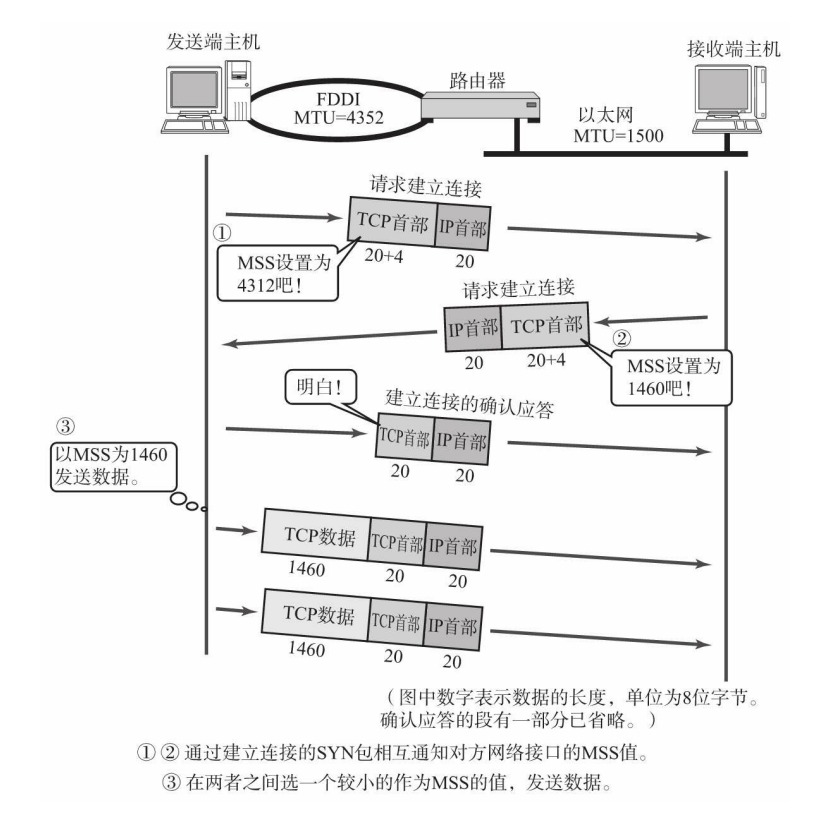 发送端主机
接收端主机
路由器
FDDI
MTU=4352
以太网
MTU=1500
请求建立连接
TCP首部 IP首部
20+4 20
①
MSS设置为
4312吧！
请求建立连接
IP首部 TCP首部
20 20+4
②
MSS设置为
1460吧！
明白！
建立连接的确认应答
TCP首部 IP首部
20 20
③
以MSS为1460
发送数据。
TCP数据 TCP首部 IP首部
1460 20 20
TCP数据 TCP首部 IP首部
1460 20 20
（图中数字表示数据的长度，单位为8位字节。
确认应答的段有一部分已省略。）
①② 通过建立连接的SYN包相互通知对方网络接口的MSS值。
③ 在两者之间选一个较小的作为MSS的值，发送数据。